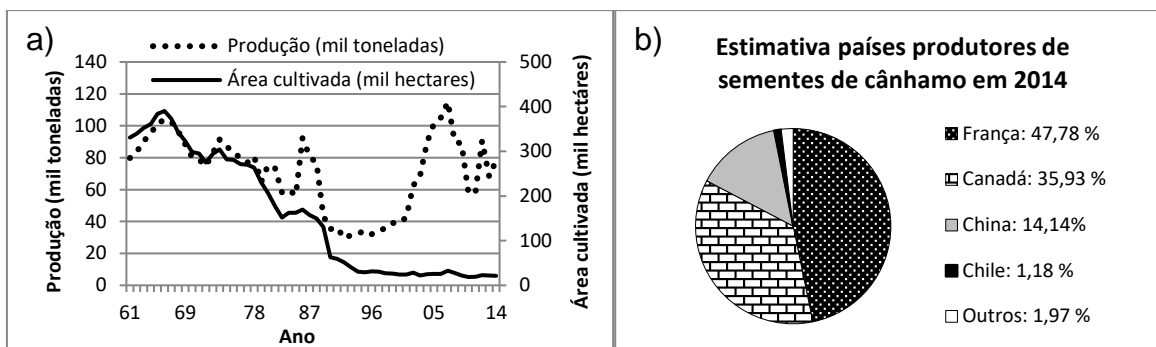 a)
Produção (mil toneladas)
Área cultivada (mil hectares)
Produção (mil toneladas)
140
120
100
80
60
40
20
0
500
400
300
200
100
0
Área cultivada (mil hectáres)
61 69 78 87 96 05 14
Ano
b)
Estimativa países produtores de
sementes de cânhamo em 2014
França: 47,78 %
Canadá: 35,93 %
China: 14,14%
Chile: 1,18 %
Outros: 1,97 %